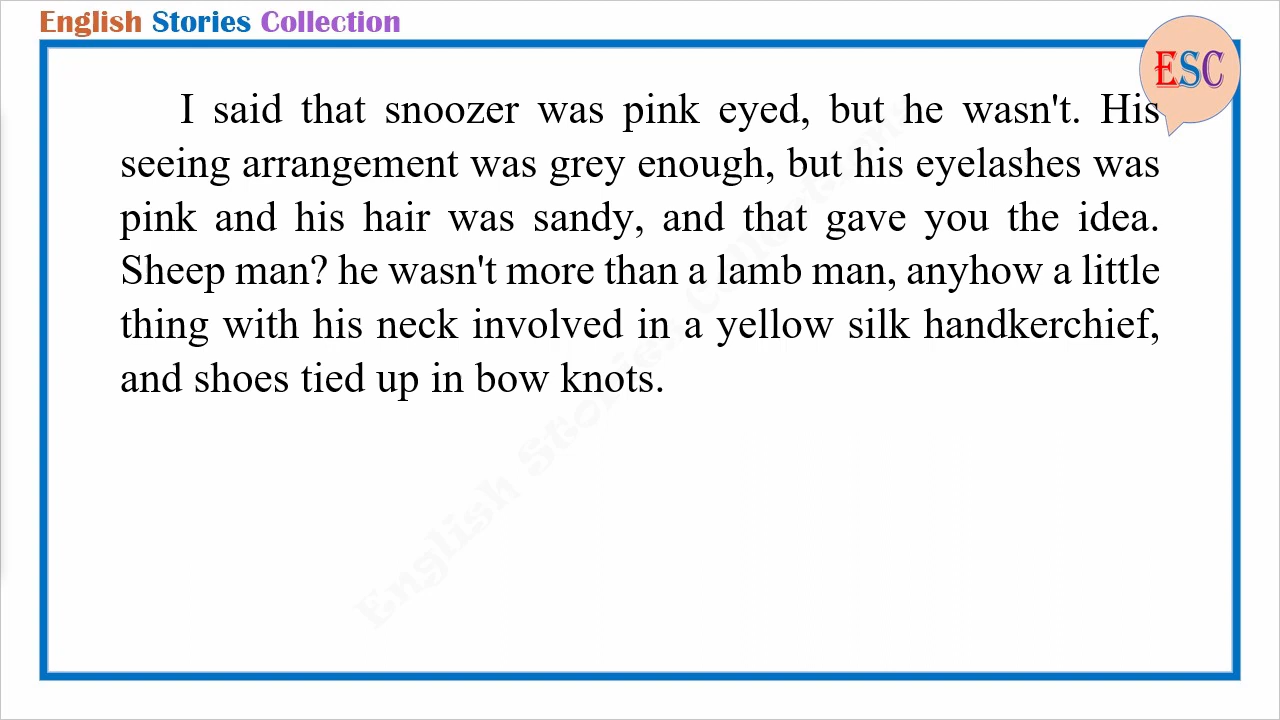 English Stories Collection
ESC
I said that snoozer was pink eyed, but he wasn't. His
seeing arrangement was grey enough, but his eyelashes was
pink and his hair was sandy, and that gave you the idea.
Sheep man? he wasn't more than a lamb man, anyhow a little
thing with his neck involved in a yellow silk handkerchief,
and shoes tied up in bow knots.
English Stories Collection